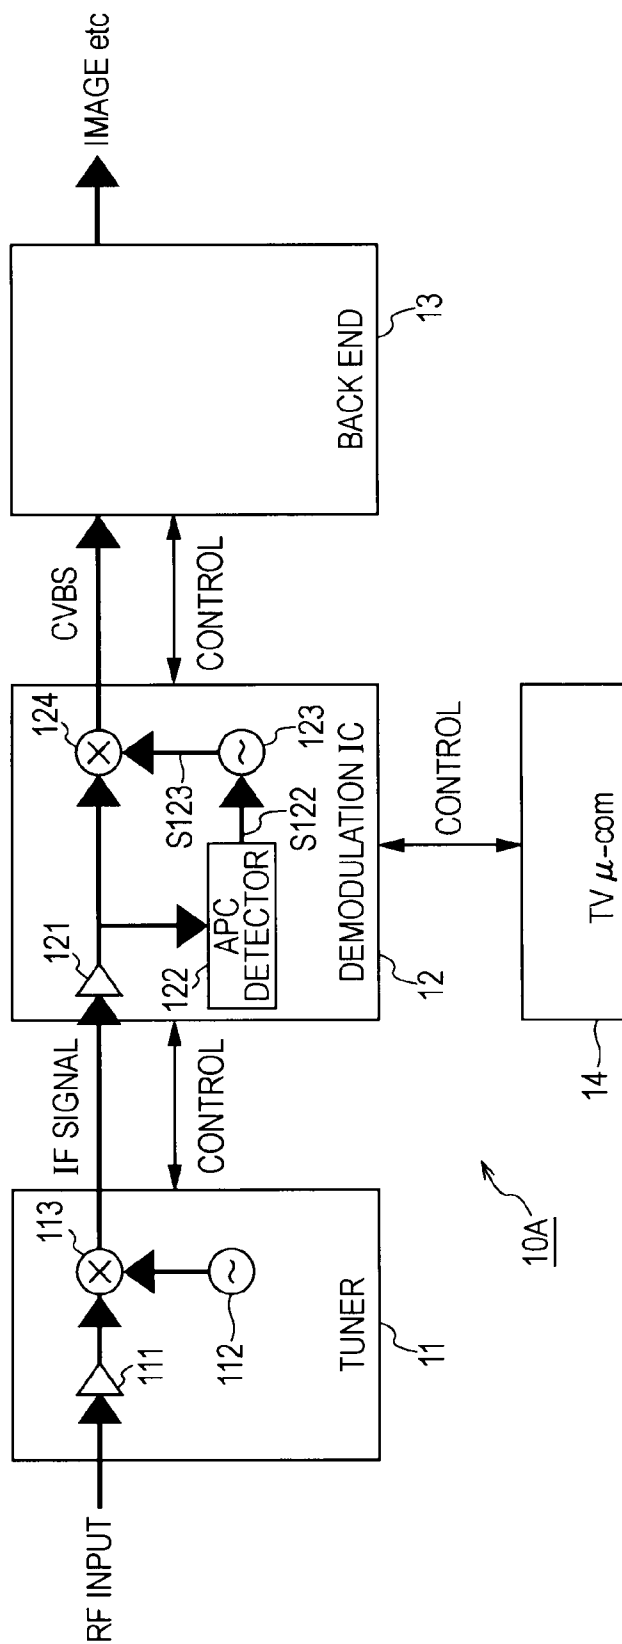 RF INPUT
111
113
112
TUNER
11
IF SIGNAL
CONTROL
121
122
APC
DETECTOR
S122
S123
123
124
DEMODULATION IC
12
CVBS
CONTROL
BACK END
13
IMAGE etc
CONTROL
TV μ-com
14
10A